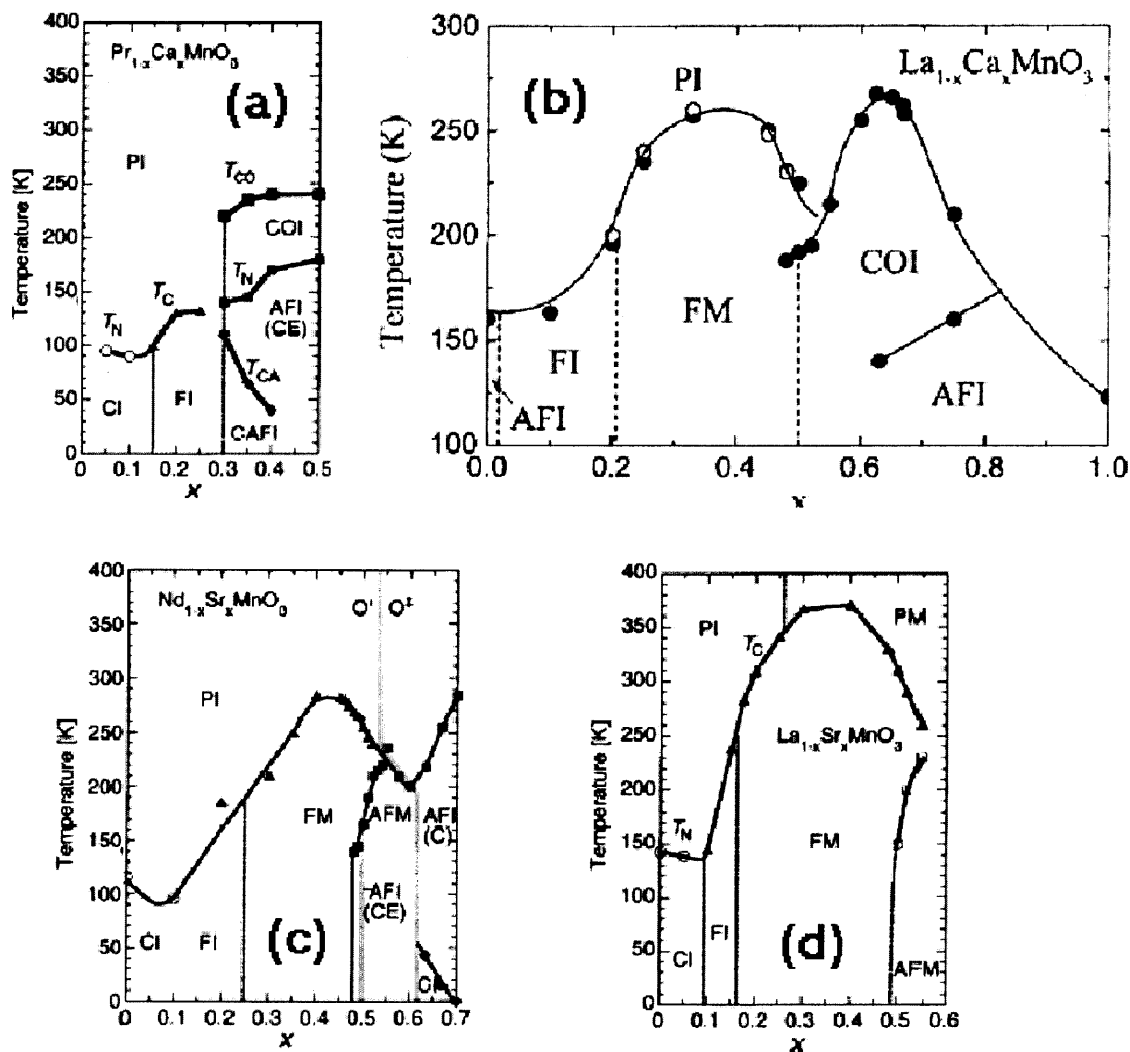 Pr1-xCaxMnO3
(a)
Temperature [K]
400
350
300
250
200
150
100
50
0
PI
TCO
COI
TN
TC
AFI
(CE)
TN
TCA
CI
FI
CAFI
0 0.1 0.2 0.3 0.4 0.5
x
(b)
La1-xCaxMnO3
Temperature (K)
300
250
200
150
100
PI
COI
FM
FI
AFI
AFI
0.0 0.2 0.4 0.6 0.8 1.0
x
Nd1-xSrxMnO3
(c)
Temperature [K]
400
350
300
250
200
150
100
50
0
PI
FM
AFM
AFI
(C)
AFI
(CE)
CI
FI
0 0.1 0.2 0.3 0.4 0.5 0.6 0.7
x
(d)
Temperature [K]
400
350
300
250
200
150
100
50
0
PI
PM
TC
La1-xSrxMnO3
TN
FM
CI
FI
AFM
0 0.1 0.2 0.3 0.4 0.5 0.6
x